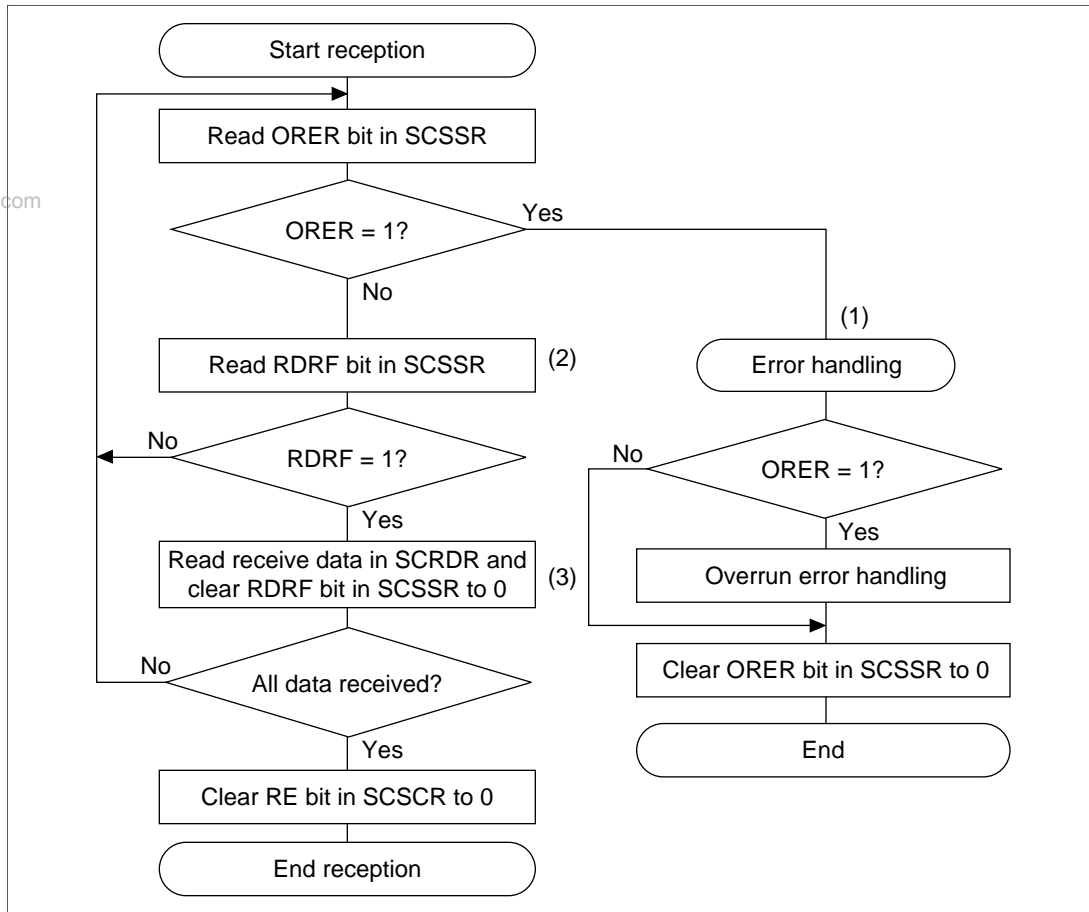 Start reception
Read ORER bit in SCSSR
com
ORER = 1?
Yes
No
Read RDRF bit in SCSSR
(2)
No
RDRF = 1?
Yes
Read receive data in SCRDR and
clear RDRF bit in SCSSR to 0
(3)
No
All data received?
Yes
Clear RE bit in SCSCR to 0
End reception
(1)
Error handling
No
ORER = 1?
Yes
Overrun error handling
Clear ORER bit in SCSSR to 0
End